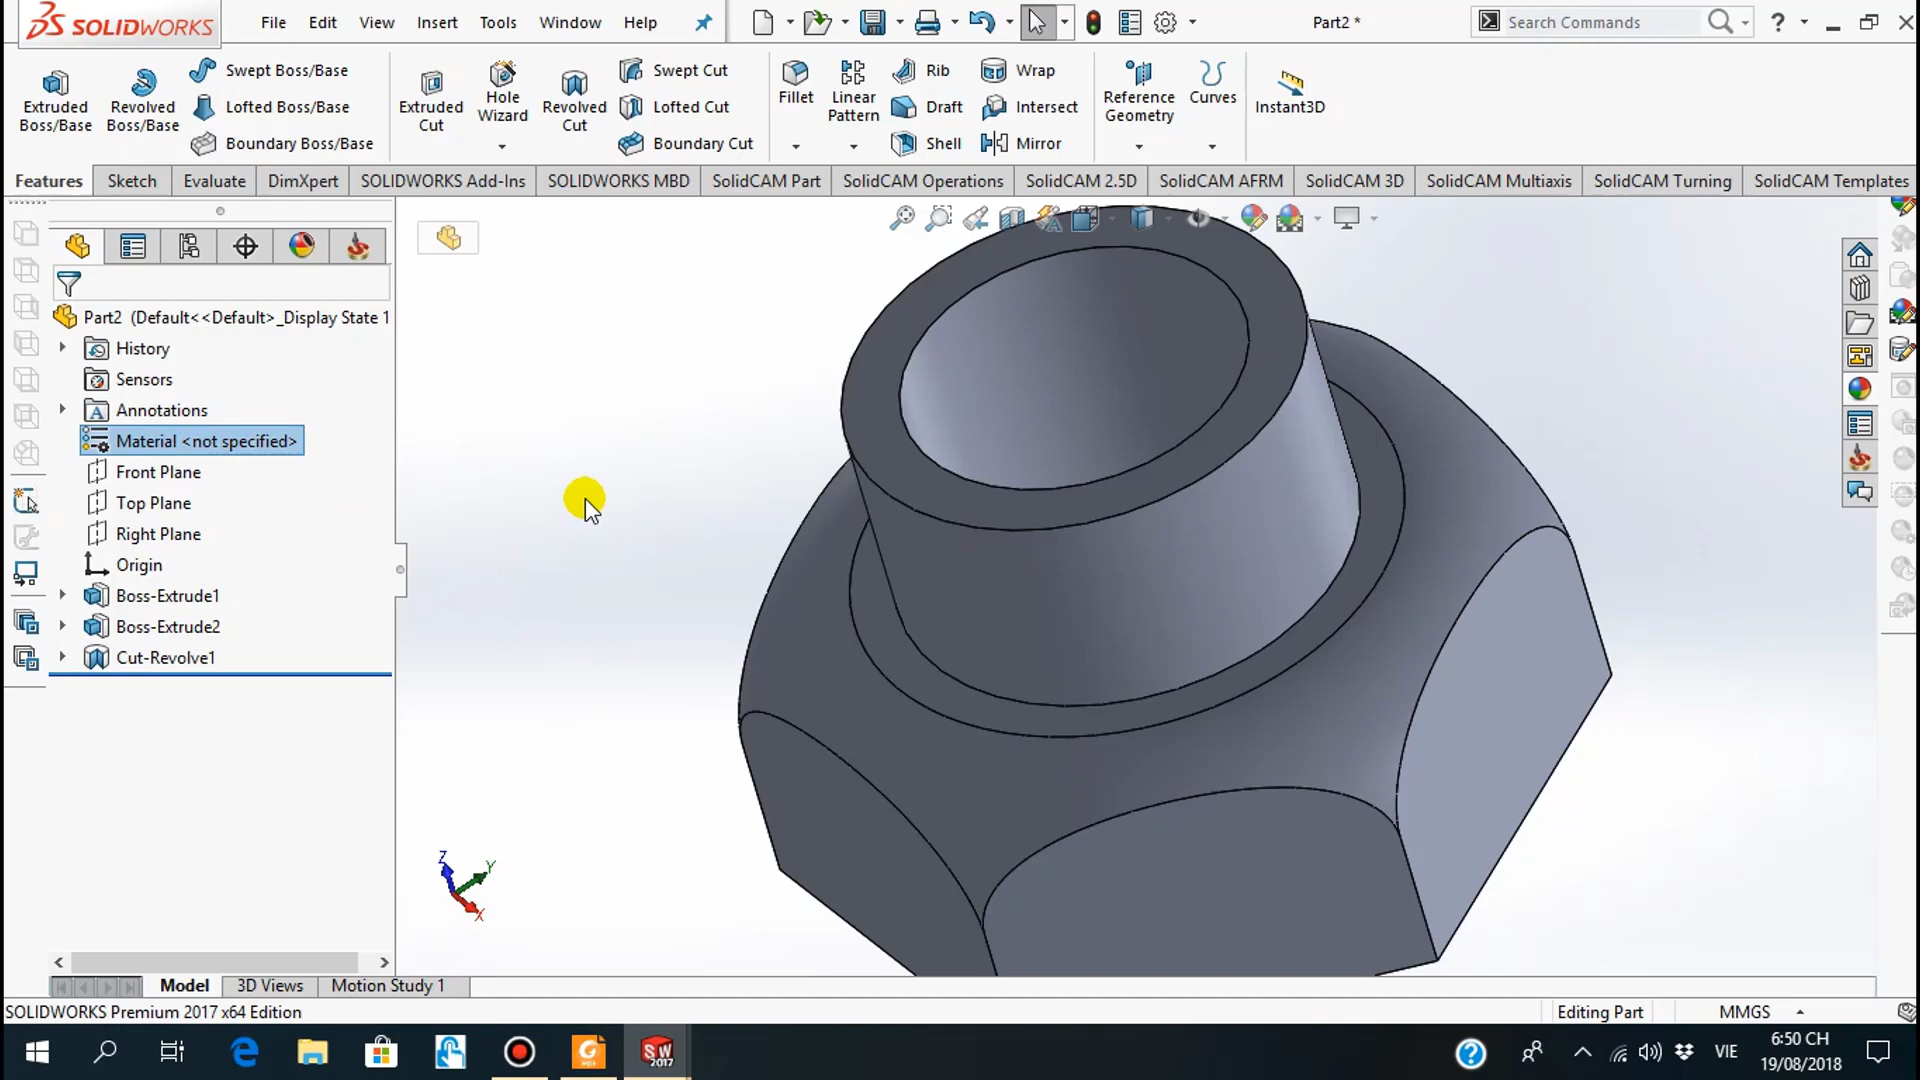 SOLIDWORKS File Edit View Insert Tools Window Help Part2 * Search Commands ?
Extruded Boss/Base
Revolved Boss/Base
Swept Boss/Base
Lofted Boss/Base
Boundary Boss/Base
Extruded Cut
Hole Wizard
Revolved Cut
Swept Cut
Lofted Cut
Boundary Cut
Fillet
Linear Pattern
Rib
Draft
Shell
Wrap
Intersect
Mirror
Reference Geometry
Curves
Instant3D
Features Sketch Evaluate DimXpert SOLIDWORKS Add-Ins SOLIDWORKS MBD SolidCAM Part SolidCAM Operations SolidCAM 2.5D SolidCAM AFRM SolidCAM 3D SolidCAM Multiaxis SolidCAM Turning SolidCAM Templates
Part2 (Default<<Default>_Display State 1
History
Sensors
A Annotations
Material <not specified>
Front Plane
Top Plane
Right Plane
Origin
Boss-Extrude1
Boss-Extrude2
Cut-Revolve1
Z Y
X
Model 3D Views Motion Study 1
SOLIDWORKS Premium 2017 x64 Edition Editing Part MMGS
SW 2017 ? VIE 6:50 CH
19/08/2018